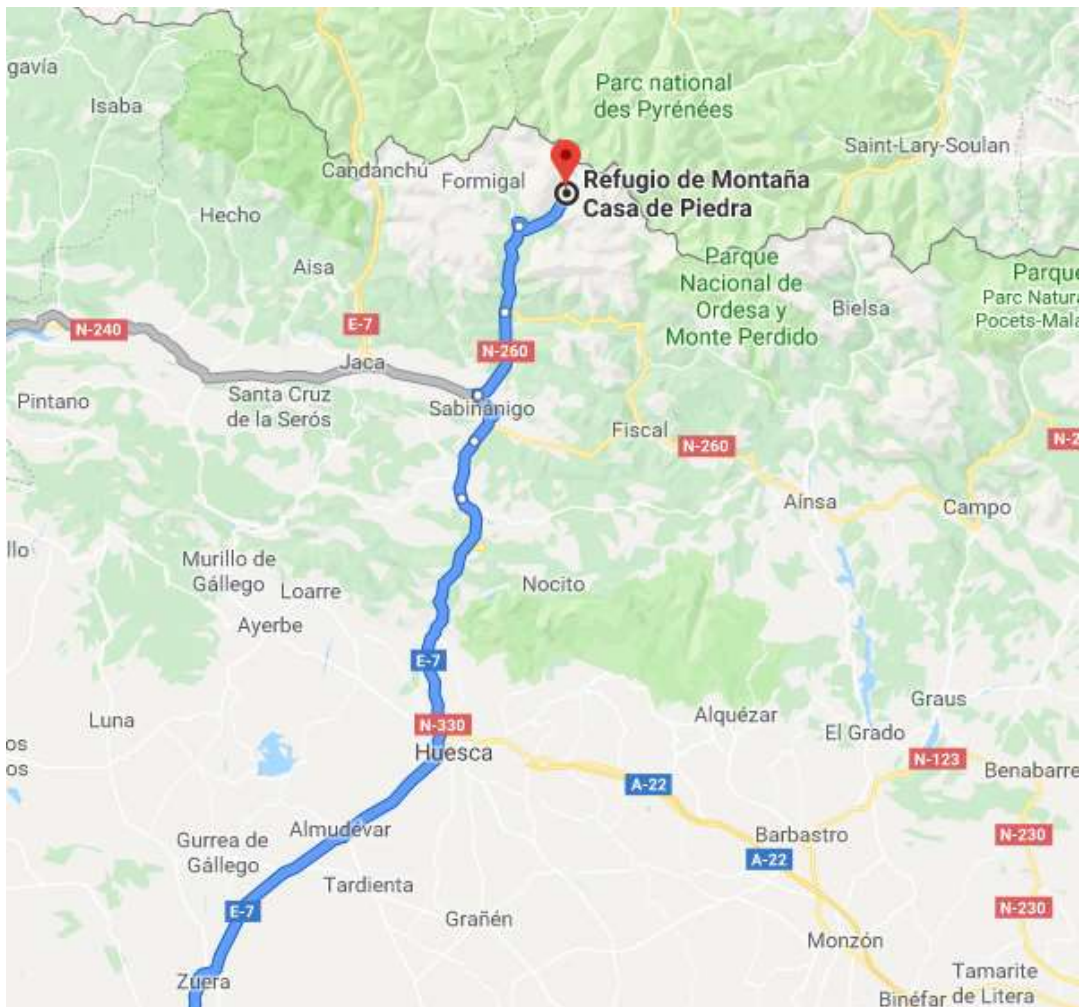 gavía
Isaba
Parc national
des Pyrénées
Saint-Lary-Soulan
Candanchú
Formigal
Refugio de Montaña
Casa de Piedra
Hecho
Aisa
Parque
Nacional de
Ordesa y
Monte Perdido
Bielsa
Parque
Parc Natura
Pocets-Mala
N-240
E-7
N-260
Jaca
Pintano
Santa Cruz
de la Serós
Sabiñánigo
Fiscal
N-260
N-2
Aínsa
Campo
llo
Murillo de
Gállego
Loarre
Nocito
Ayerbe
E-7
Luna
N-330
Huesca
Alquézar
Graus
El Grado
os
os
N-123
Benabarre
A-22
Almudévar
Gurrea de
Gállego
Barbastro
N-230
A-22
Tardienta
E-7
Grañén
N-230
Monzón
Zuera
Tamarite
de Litera
Binéfar